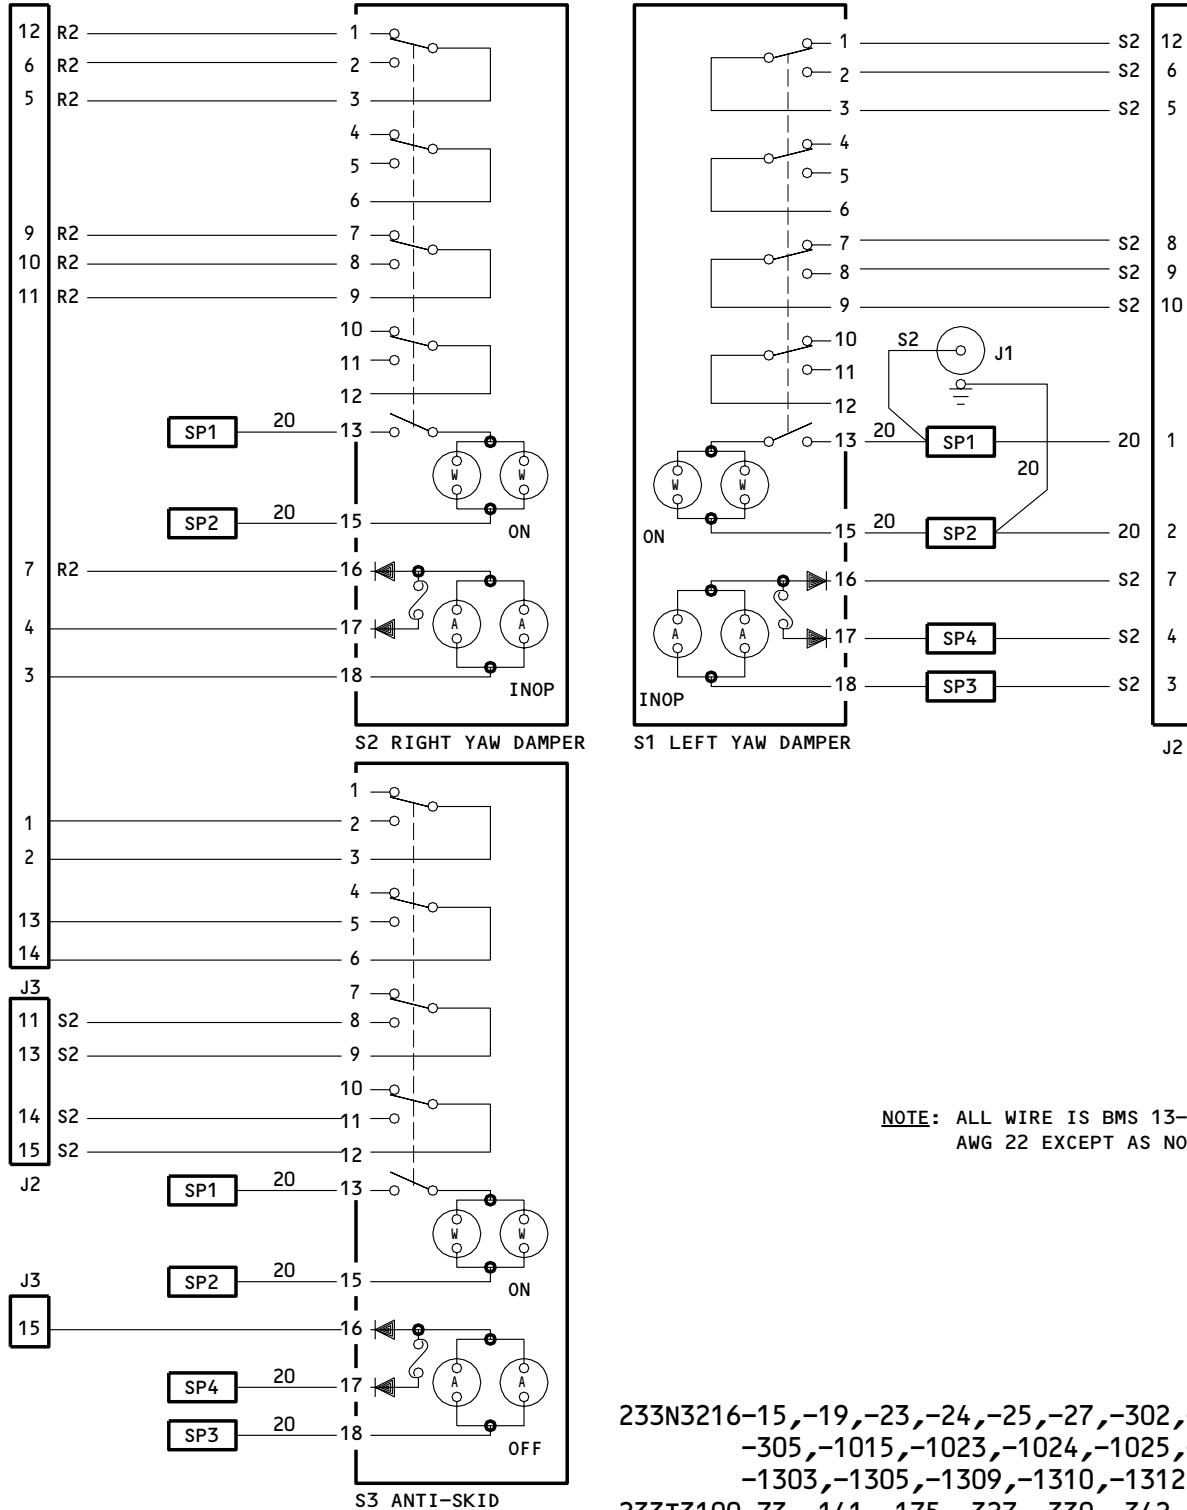 12 R2 1
6 R2 2
5 R2 3
4
5
6
9 R2 7
10 R2 8
11 R2 9
10
11
12
SP1 20 13
W W
SP2 20 15
ON
7 R2 16
4 17
A A
3 18
INOP
S2 RIGHT YAW DAMPER
1
1 2
2 3
4
13 5
14 6
J3
7
11 S2 8
13 S2 9
10
14 S2 11
15 S2 12
J2
SP1 20 13
W W
SP2 20 15
ON
J3
15 16
SP4 20 17
A A
SP3 20 18
OFF
S3 ANTI-SKID
1 S2 12
2 S2 6
3 S2 5
4
5
6
7 S2 8
8 S2 9
9 S2 10
10 S2 J1
11
12
13 20 SP1 20 1
20
W W
ON
15 20 SP2 20 2
16 S2 7
A A
17 SP4 S2 4
18 SP3 S2 3
INOP
S1 LEFT YAW DAMPER
J2
NOTE: ALL WIRE IS BMS 13-
AWG 22 EXCEPT AS NO
233N3216-15,-19,-23,-24,-25,-27,-302,
-305,-1015,-1023,-1024,-1025,
-1303,-1305,-1309,-1310,-1312